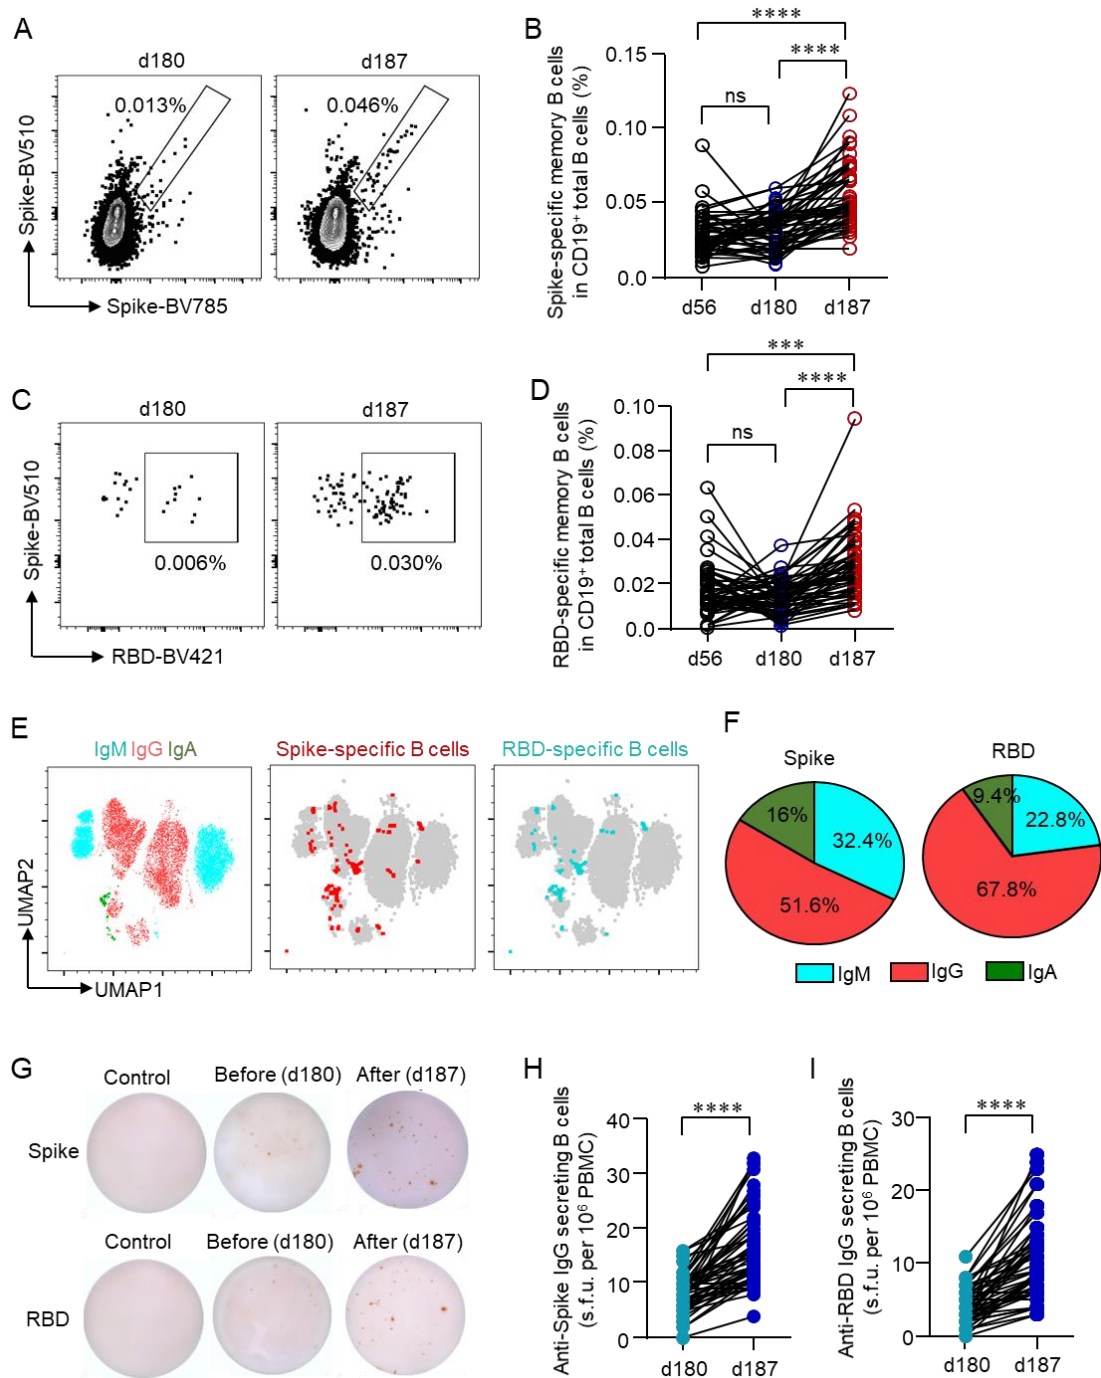 A
d180
d187
0.013%
0.046%
Spike-BV510
Spike-BV785
B
****
****
ns
0.15
0.10
0.05
0.0
Spike-specific memory B cells
in CD19⁺ total B cells (%)
d56
d180
d187
C
d180
d187
0.006%
0.030%
Spike-BV510
RBD-BV421
D
***
****
ns
0.10
0.08
0.06
0.04
0.02
0.0
RBD-specific memory B cells
in CD19⁺ total B cells (%)
d56
d180
d187
E
IgM IgG IgA
Spike-specific B cells
RBD-specific B cells
UMAP2
UMAP1
F
Spike
RBD
16%
32.4%
51.6%
9.4%
22.8%
67.8%
IgM
IgG
IgA
G
Control
Before (d180)
After (d187)
Spike
Control
Before (d180)
After (d187)
RBD
H
****
40
30
20
10
0
Anti-Spike IgG secreting B cells
(s.f.u. per 10⁶ PBMC)
d180
d187
I
****
30
20
10
0
Anti-RBD IgG secreting B cells
(s.f.u. per 10⁶ PBMC)
d180
d187